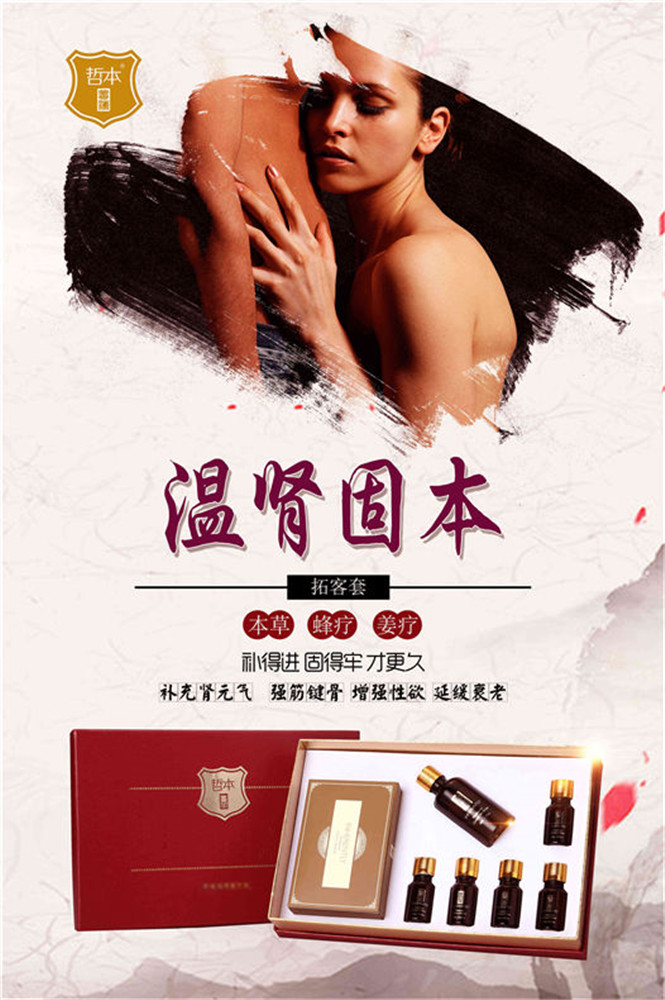 哲本
温肾固本
拓客套
本草 蜂疗 姜疗
补得进 固得牢 才更久
补充肾元气 强筋键骨 增强性欲 延缓衰老
哲本